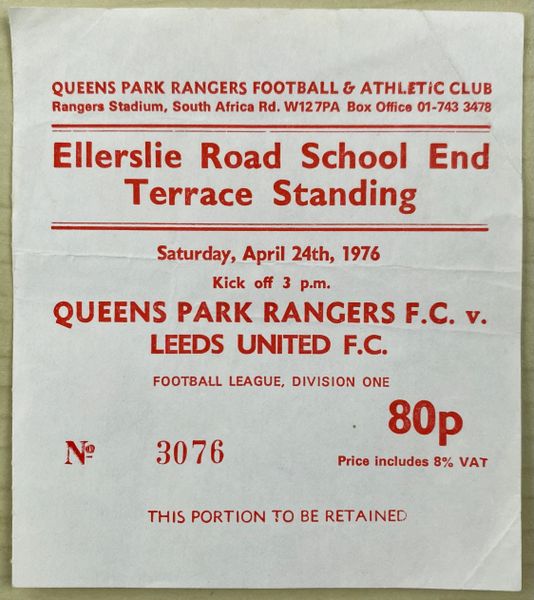 QUEENS PARK RANGERS FOOTBALL & ATHLETIC CLUB
Rangers Stadium, South Africa Rd. W127PA Box Office 01-743 3478
Ellerslie Road School End
Terrace Standing
Saturday, April 24th, 1976
Kick off 3 p.m.
QUEENS PARK RANGERS F.C. v.
LEEDS UNITED F.C.
FOOTBALL LEAGUE, DIVISION ONE
80p
Nº 3076
Price includes 8% VAT
THIS PORTION TO BE RETAINED